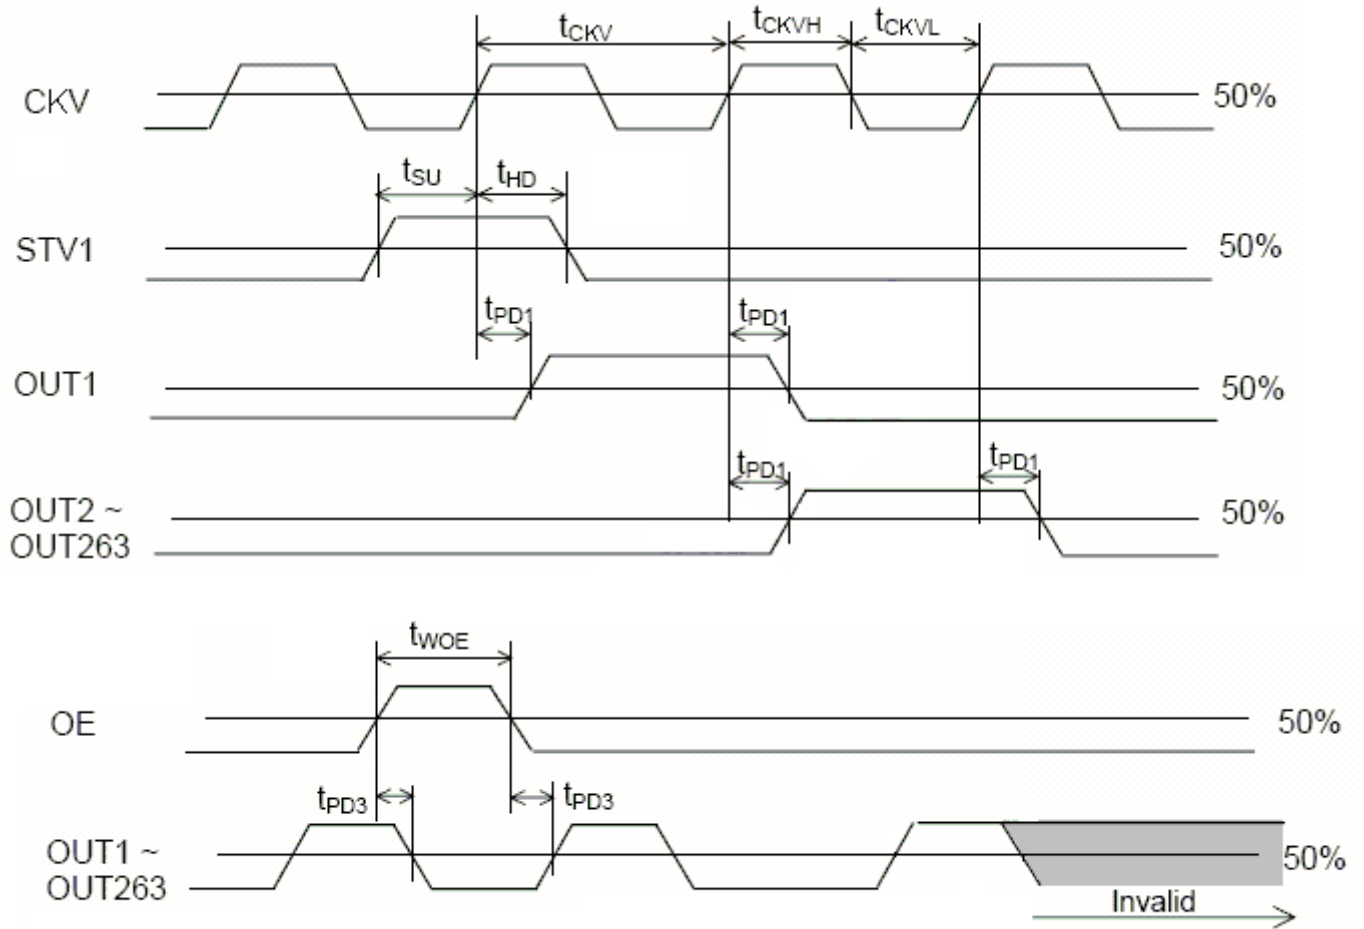 tCKV
tCKVH
tCKVL
CKV
50%
tSU
tHD
STV1
50%
tPD1
tPD1
OUT1
50%
tPD1
tPD1
OUT2 ~
OUT263
50%
tWOE
OE
50%
tPD3
tPD3
OUT1 ~
OUT263
50%
Invalid